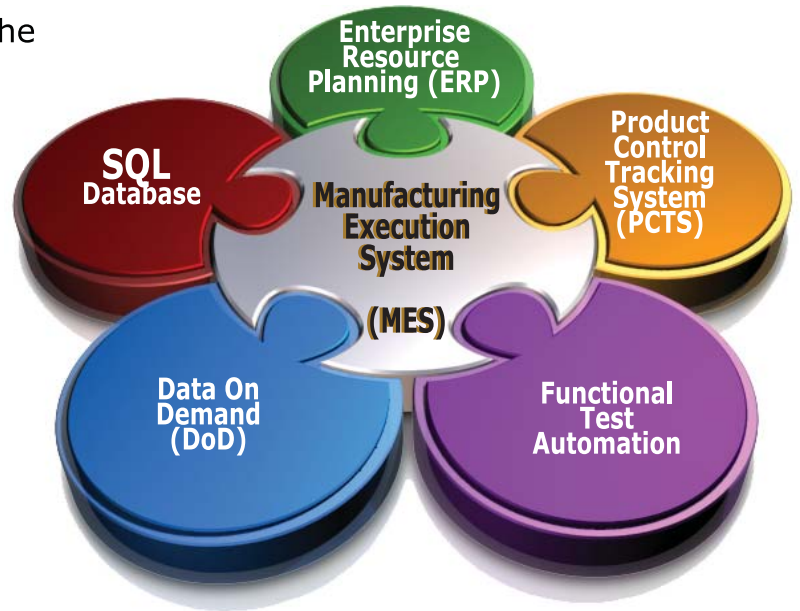 he
Enterprise
Resource
Planning (ERP)
SQL
Database
Product
Control
Tracking
System
(PCTS)
Manufacturing
Execution
System
(MES)
Data On
Demand
(DoD)
Functional
Test
Automation